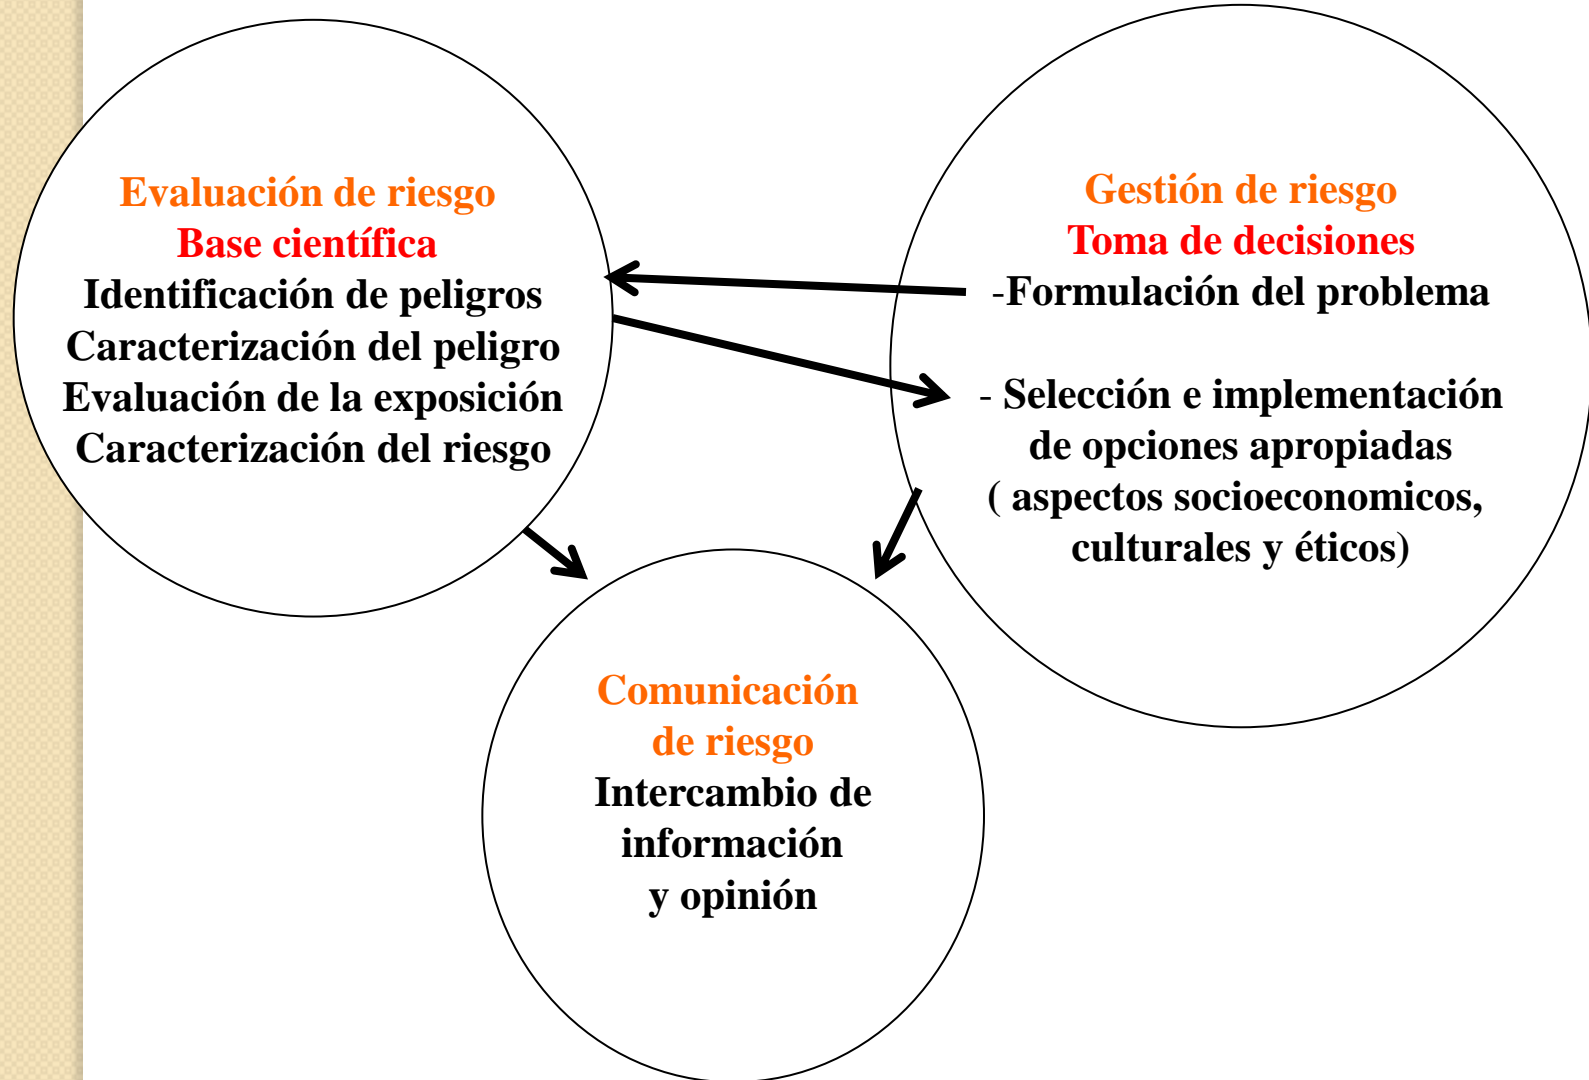 Evaluación de riesgo
Base científica
Identificación de peligros
Caracterización del peligro
Evaluación de la exposición
Caracterización del riesgo
Gestión de riesgo
Toma de decisiones
-Formulación del problema
- Selección e implementación
de opciones apropiadas
( aspectos socioeconomicos,
culturales y éticos)
Comunicación
de riesgo
Intercambio de
información
y opinión